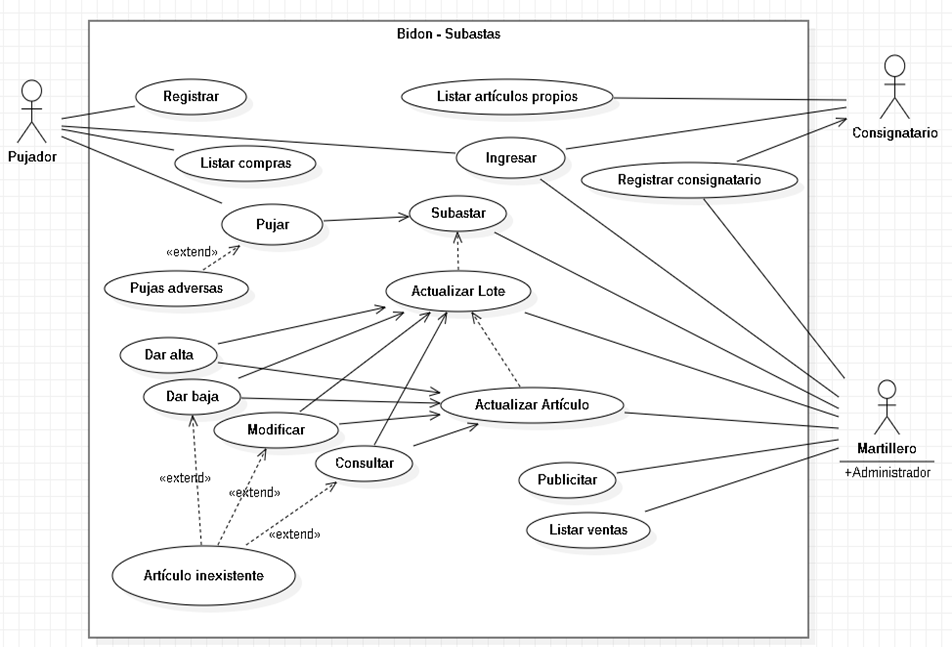 Bidon - Subastas
Registrar
Listar artículos propios
Pujador
Consignatario
Listar compras
Ingresar
Registrar consignatario
Pujar
Subastar
«extend»
Pujas adversas
Actualizar Lote
Dar alta
Dar baja
Actualizar Artículo
Modificar
Consultar
Martillero
+Administrador
«extend»
«extend»
«extend»
Publicitar
Listar ventas
Artículo inexistente